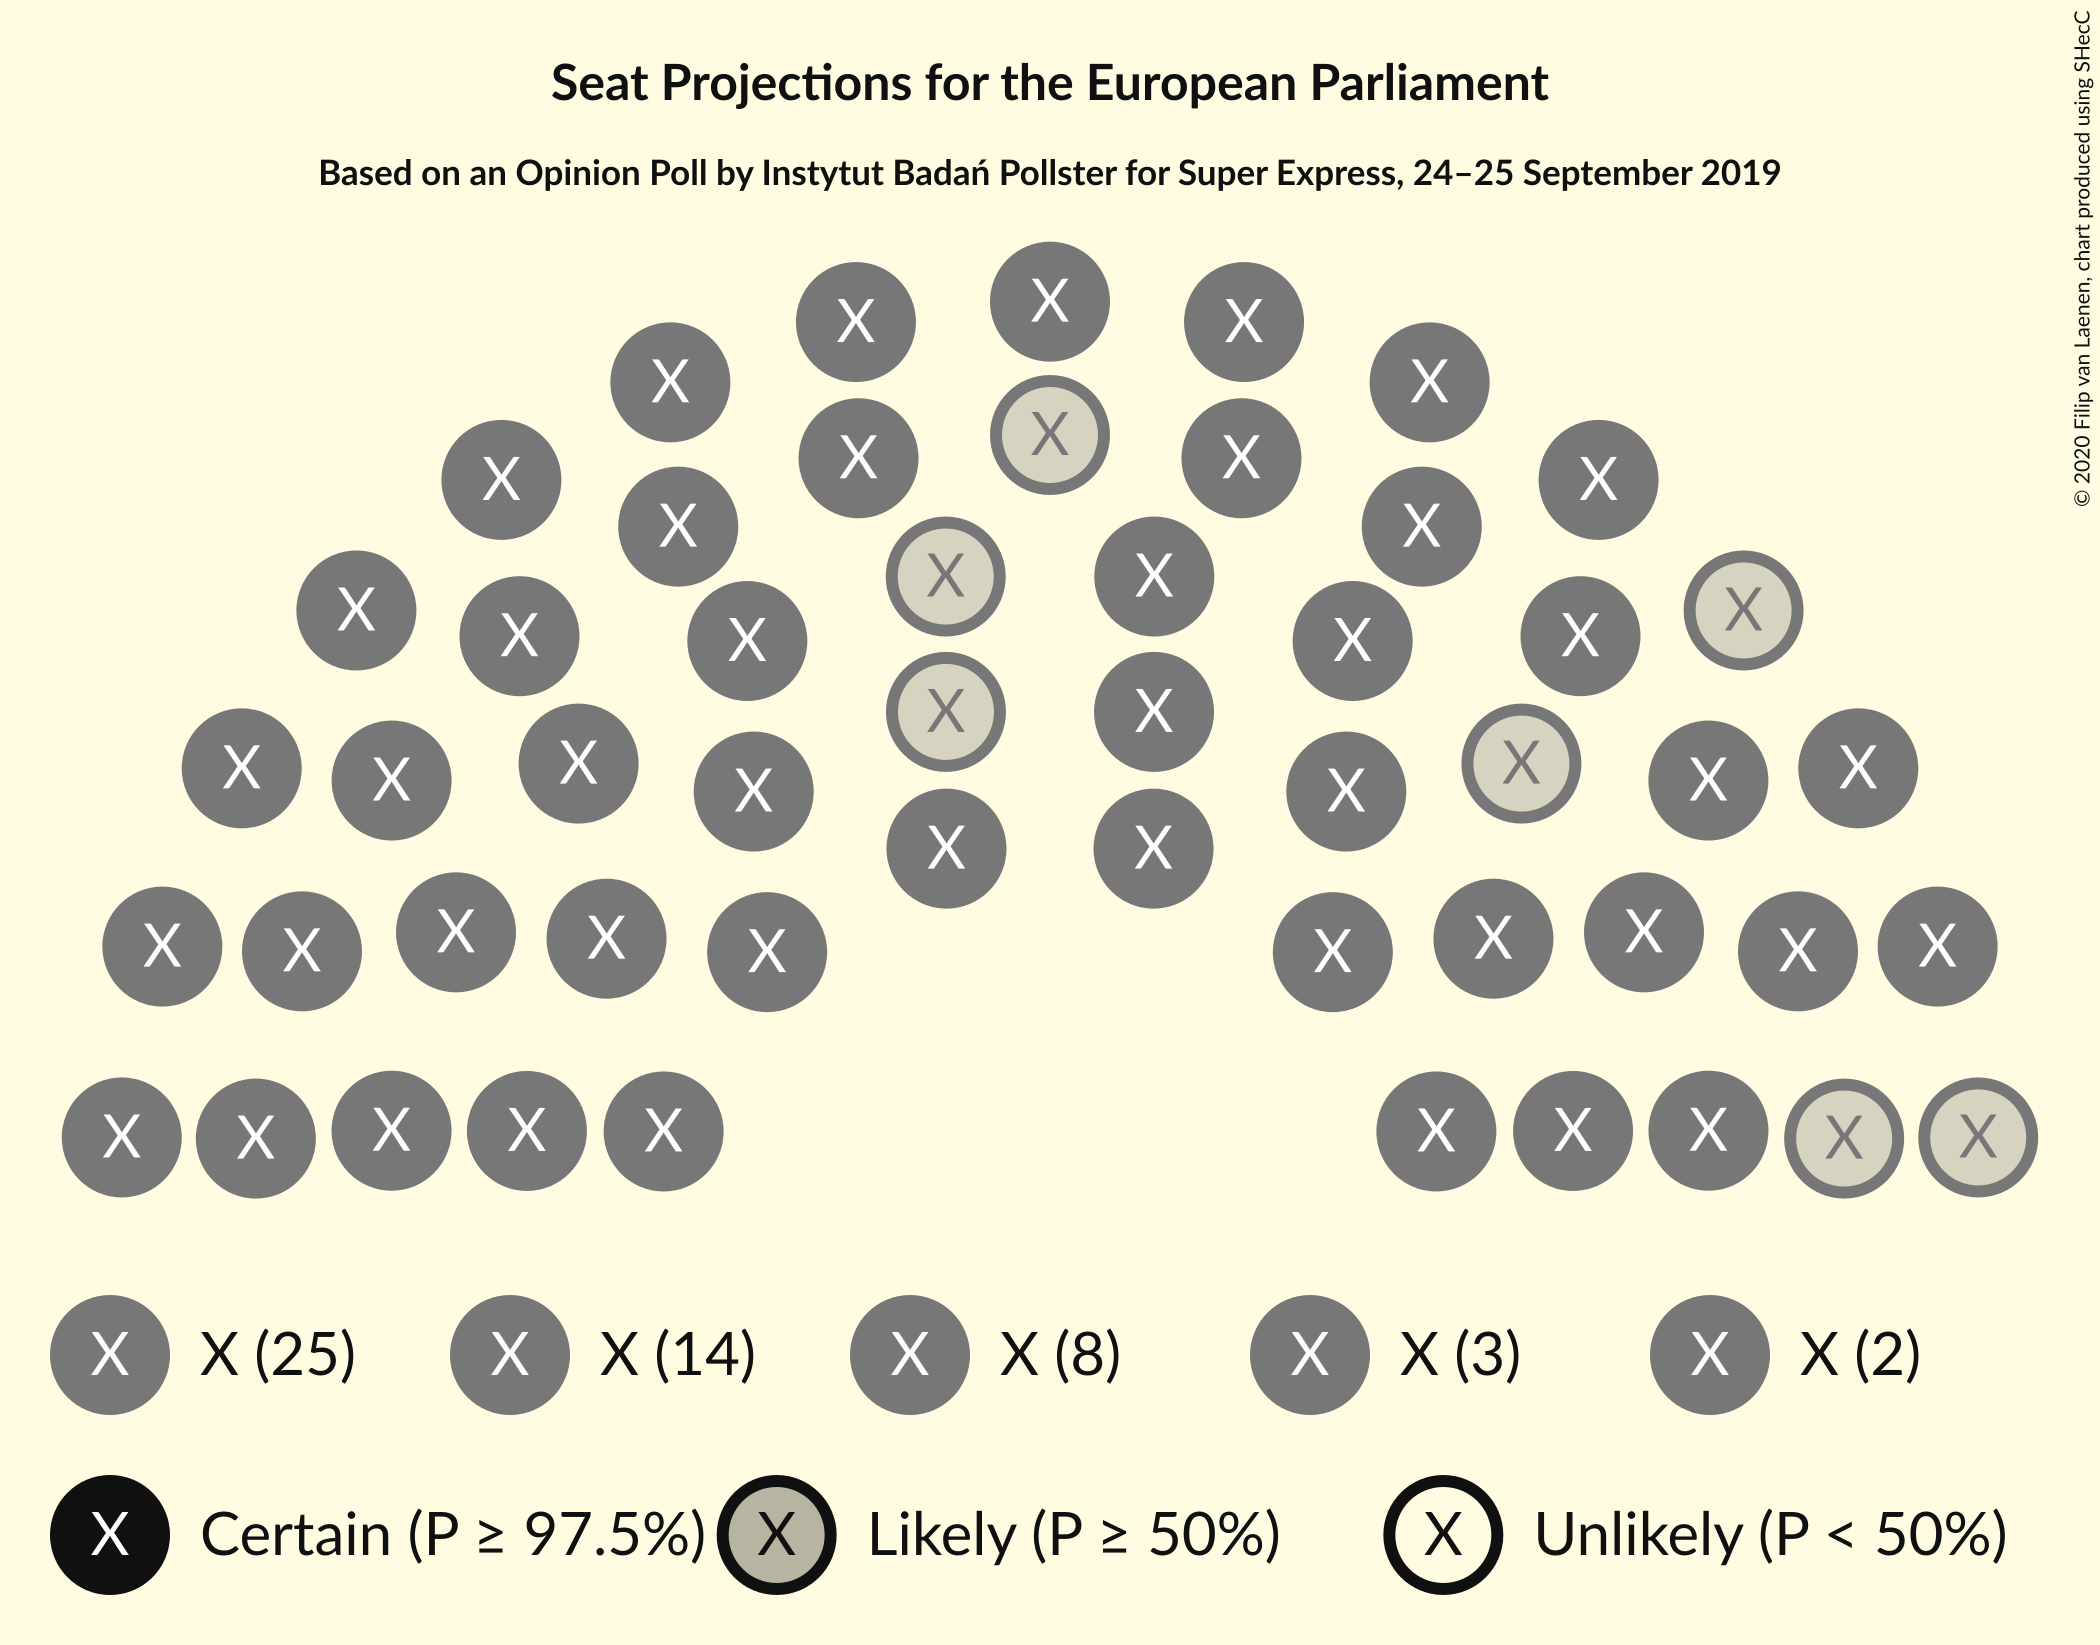 Seat Projections for the European Parliament
Based on an Opinion Poll by Instytut Badań Pollster for Super Express, 24–25 September 2019
© 2020 Filip van Laenen, chart produced using SHecC
X
X X
X X
X
X X
X X
X X
X X
X X
X X X X
X X
X X
X X X X
X X X X
X X
X X X X X X X X X X
X X X X X X X X X X
X X (25) X X (14) X X (8) X X (3) X X (2)
X Certain (P ≥ 97.5%) X Likely (P ≥ 50%) X Unlikely (P < 50%)